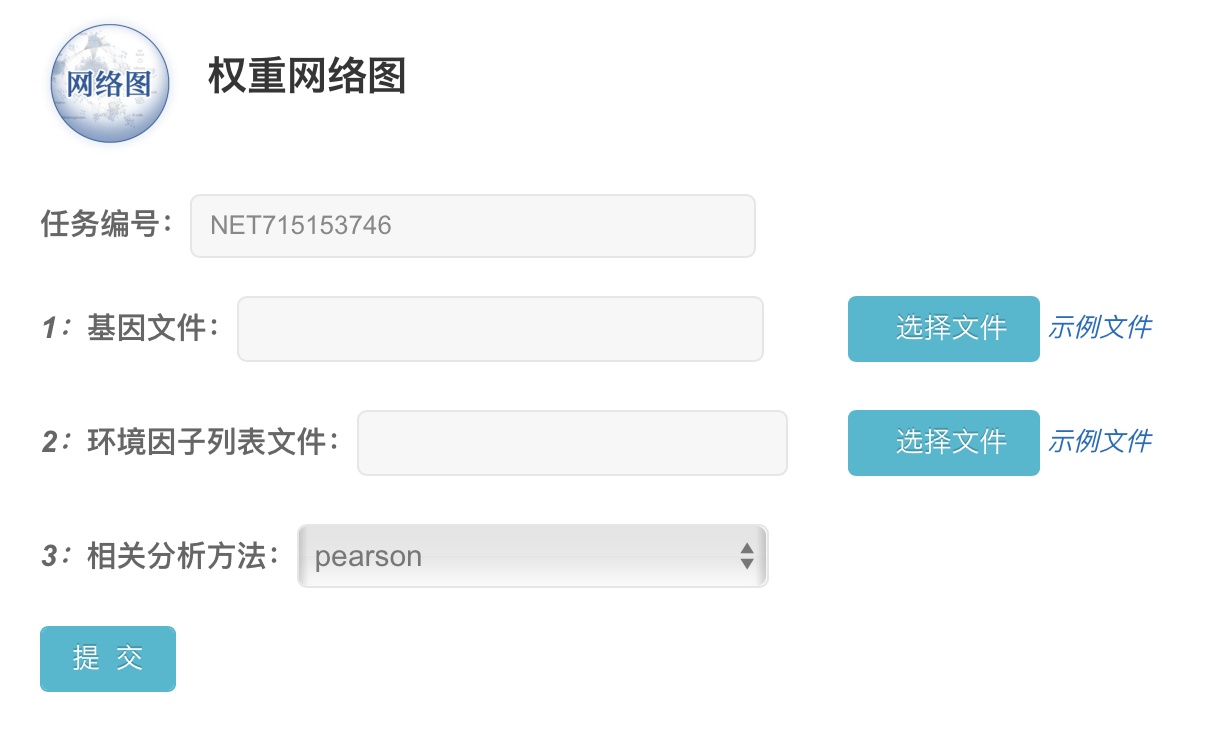 网络图
权重网络图
任务编号： NET715153746
1：基因文件： 选择文件 示例文件
2：环境因子列表文件： 选择文件 示例文件
3：相关分析方法： pearson
提 交